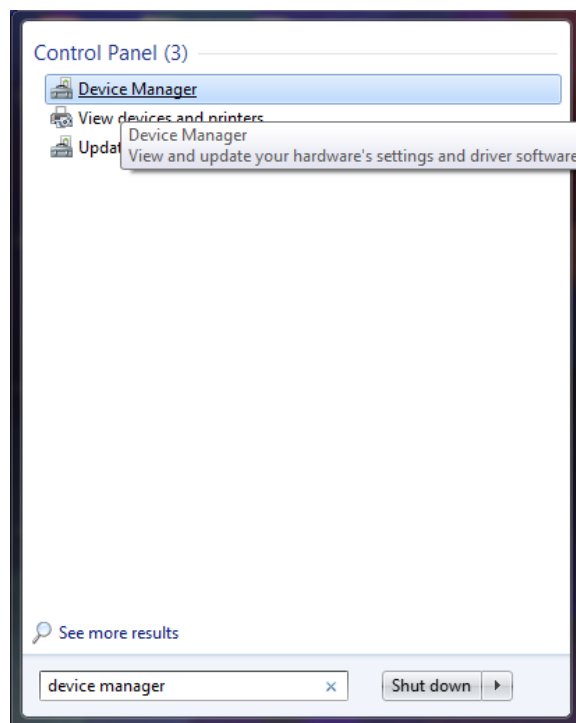 Control Panel (3)
Device Manager
View devices and printers
Device Manager
Updat
View and update your hardware's settings and driver software
See more results
device manager
Shut down